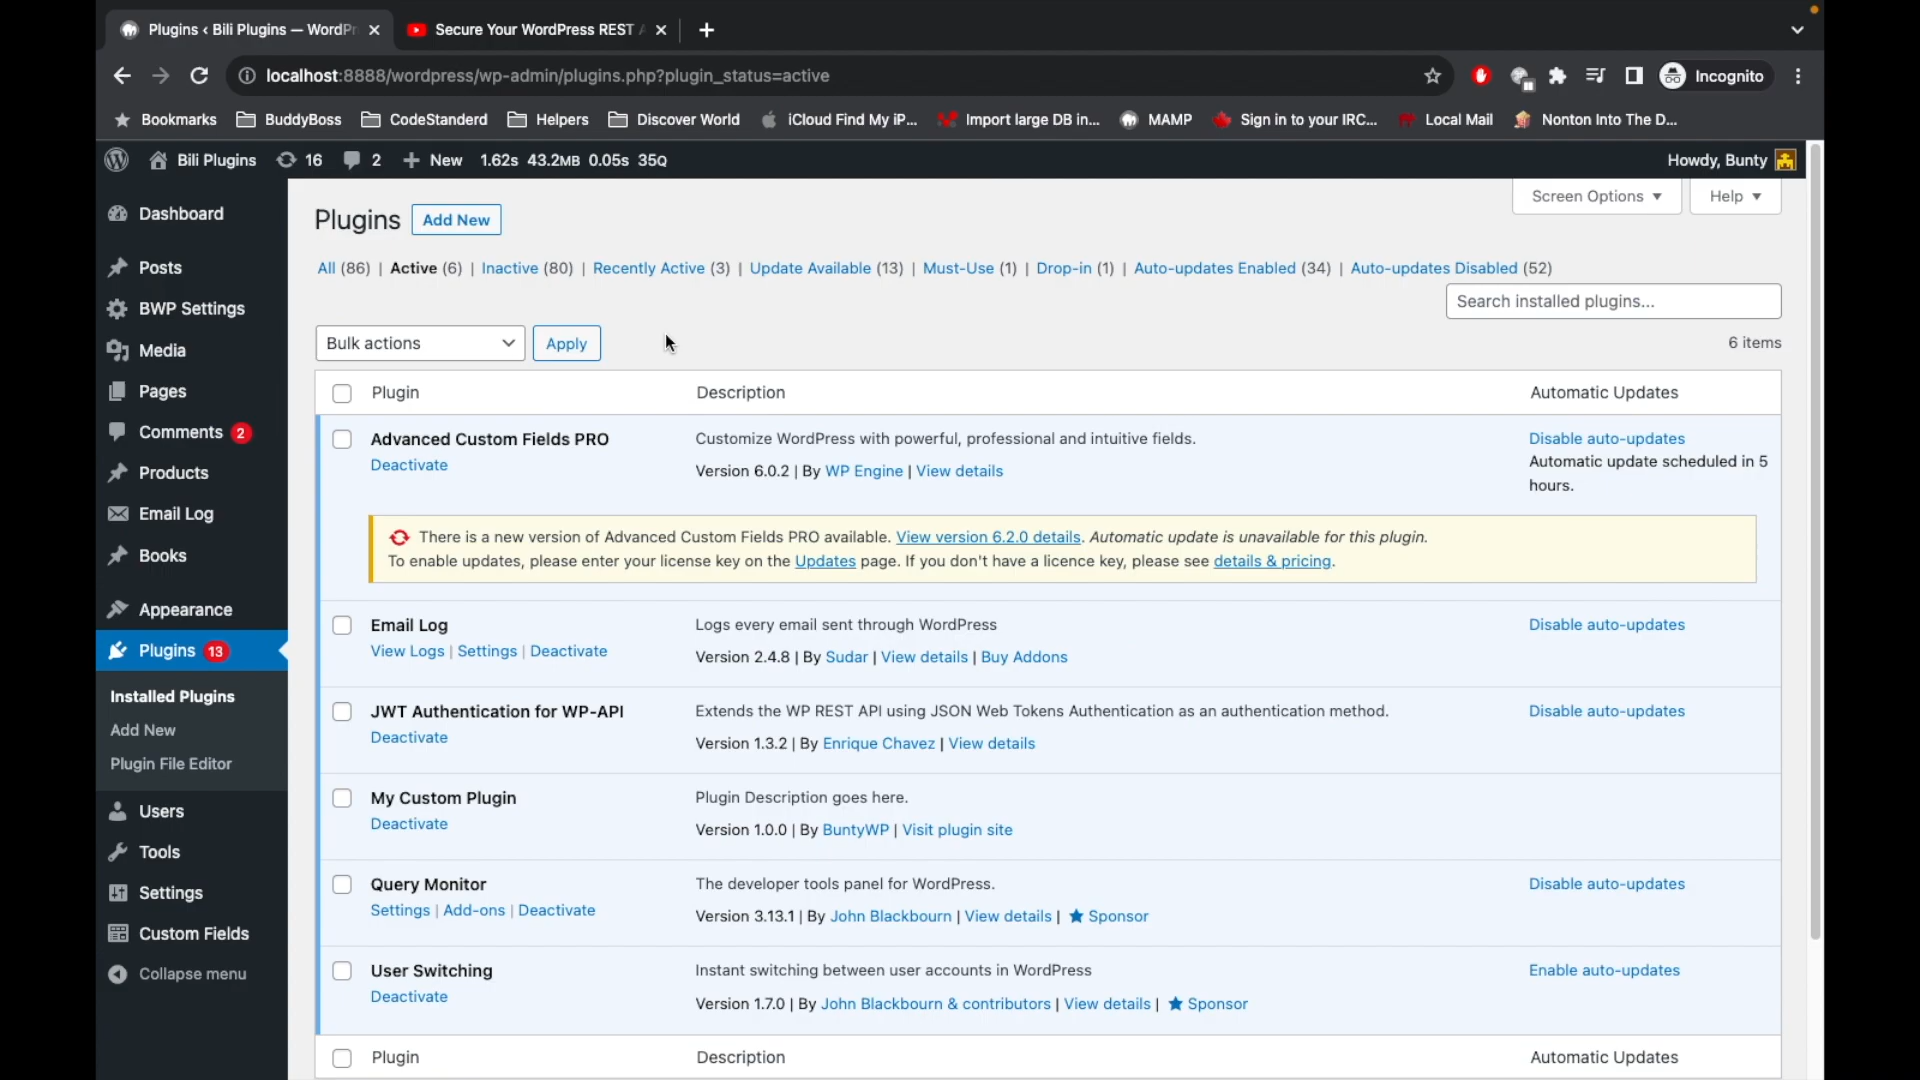 Plugins ‹ Bili Plugins — WordPr
Secure Your WordPress REST A
localhost:8888/wordpress/wp-admin/plugins.php?plugin_status=active
Incognito
Bookmarks BuddyBoss CodeStanderd Helpers Discover World iCloud Find My iP... Import large DB in... MAMP Sign in to your IRC... Local Mail Nonton Into The D...
Bili Plugins 16 2 New 1.62s 43.2MB 0.05s 35Q Howdy, Bunty
Screen Options Help
Dashboard
Posts
BWP Settings
Media
Pages
Comments 2
Products
Email Log
Books
Appearance
Plugins 13
Installed Plugins
Add New
Plugin File Editor
Users
Tools
Settings
Custom Fields
Collapse menu
Plugins Add New
All (86) | Active (6) | Inactive (80) | Recently Active (3) | Update Available (13) | Must-Use (1) | Drop-in (1) | Auto-updates Enabled (34) | Auto-updates Disabled (52)
Search installed plugins...
Bulk actions Apply 6 items
Plugin Description Automatic Updates
Advanced Custom Fields PRO
Deactivate
Customize WordPress with powerful, professional and intuitive fields.
Version 6.0.2 | By WP Engine | View details
Disable auto-updates
Automatic update scheduled in 5
hours.
There is a new version of Advanced Custom Fields PRO available. View version 6.2.0 details. Automatic update is unavailable for this plugin.
To enable updates, please enter your license key on the Updates page. If you don't have a licence key, please see details & pricing.
Email Log
View Logs | Settings | Deactivate
Logs every email sent through WordPress
Version 2.4.8 | By Sudar | View details | Buy Addons
Disable auto-updates
JWT Authentication for WP-API
Deactivate
Extends the WP REST API using JSON Web Tokens Authentication as an authentication method.
Version 1.3.2 | By Enrique Chavez | View details
Disable auto-updates
My Custom Plugin
Deactivate
Plugin Description goes here.
Version 1.0.0 | By BuntyWP | Visit plugin site
Query Monitor
Settings | Add-ons | Deactivate
The developer tools panel for WordPress.
Version 3.13.1 | By John Blackbourn | View details | ★ Sponsor
Disable auto-updates
User Switching
Deactivate
Instant switching between user accounts in WordPress
Version 1.7.0 | By John Blackbourn & contributors | View details | ★ Sponsor
Enable auto-updates
Plugin Description Automatic Updates